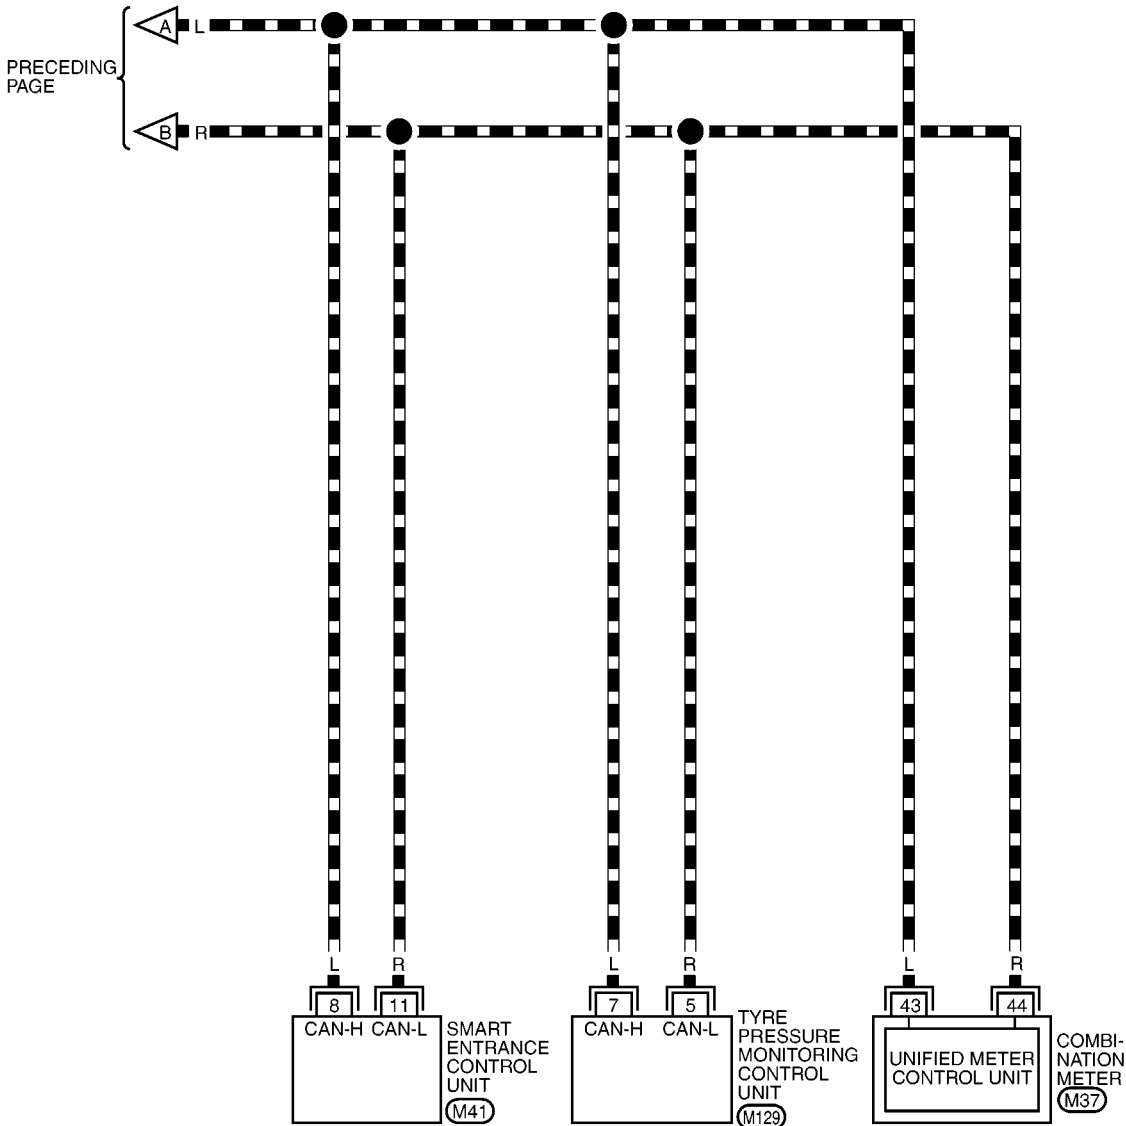 PRECEDING
PAGE
A L
B R
L R L R L R
8 11 7 5 43 44
CAN-H CAN-L
SMART
ENTRANCE
CONTROL
UNIT
M41
CAN-H CAN-L
TYRE
PRESSURE
MONITORING
CONTROL
UNIT
M129
UNIFIED METER
CONTROL UNIT
COMBI-
NATION
METER
M37